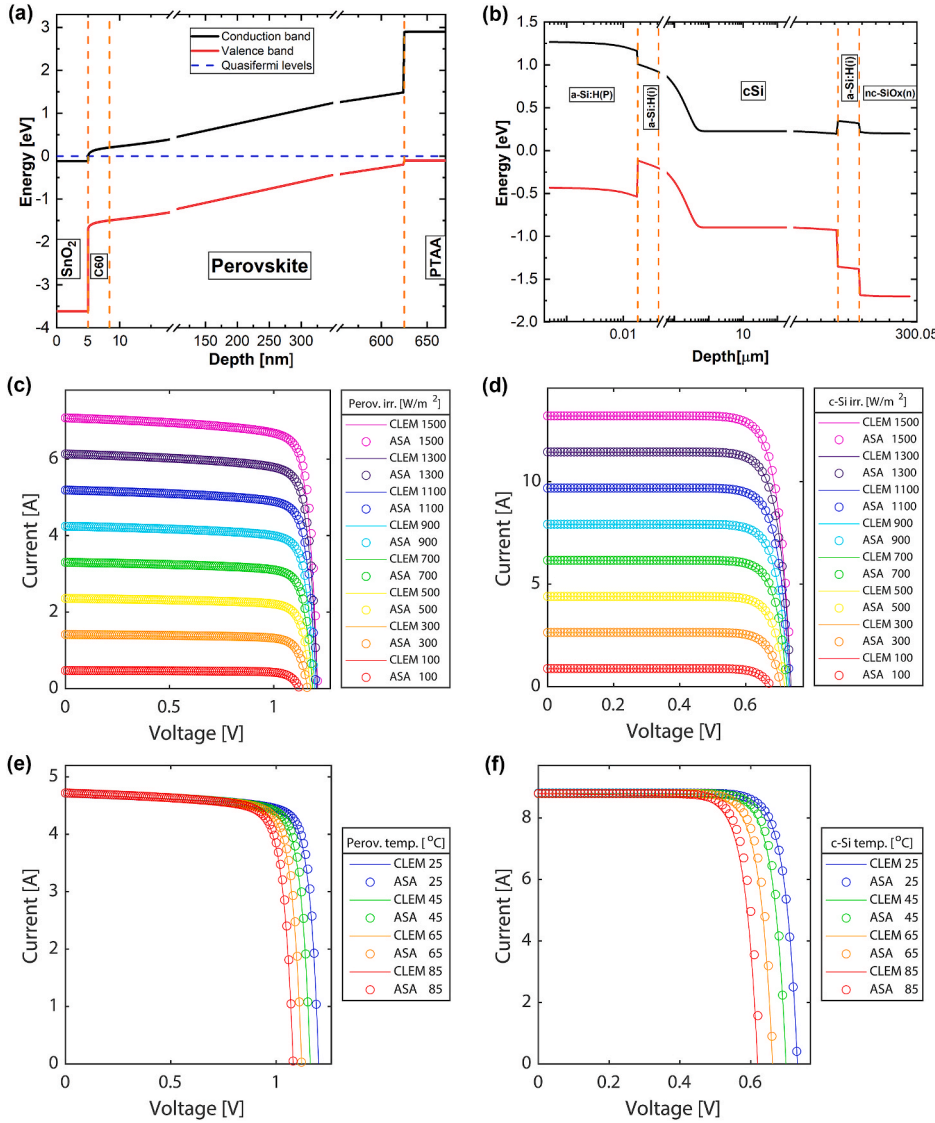 (a)
3
2
1
0
-1
-2
-3
-4
Energy [eV]
Conduction band
Valence band
Quasifermi levels
SnO2
C60
Perovskite
PTAA
0 5 10 100 150 200 250 300 600 650
Depth [nm]
(b)
1.5
1.0
0.5
0.0
-0.5
-1.0
-1.5
-2.0
Energy [eV]
a-Si:H(P)
a-Si:H(i)
cSi
a-Si:H(i)
nc-SiOx(n)
0.01 10 300.05
Depth[μm]
(c)
6
4
2
0
Current [A]
0 0.5 1
Voltage [V]
Perov. irr. [W/m2]
CLEM 1500
ASA 1500
CLEM 1300
ASA 1300
CLEM 1100
ASA 1100
CLEM 900
ASA 900
CLEM 700
ASA 700
CLEM 500
ASA 500
CLEM 300
ASA 300
CLEM 100
ASA 100
(d)
10
5
0
Current [A]
0 0.2 0.4 0.6
Voltage [V]
c-Si irr. [W/m2]
CLEM 1500
ASA 1500
CLEM 1300
ASA 1300
CLEM 1100
ASA 1100
CLEM 900
ASA 900
CLEM 700
ASA 700
CLEM 500
ASA 500
CLEM 300
ASA 300
CLEM 100
ASA 100
(e)
5
4
3
2
1
0
Current [A]
0 0.5 1
Voltage [V]
Perov. temp. [°C]
CLEM 25
ASA 25
CLEM 45
ASA 45
CLEM 65
ASA 65
CLEM 85
ASA 85
(f)
8
6
4
2
0
Current [A]
0 0.2 0.4 0.6
Voltage [V]
c-Si temp. [°C]
CLEM 25
ASA 25
CLEM 45
ASA 45
CLEM 65
ASA 65
CLEM 85
ASA 85